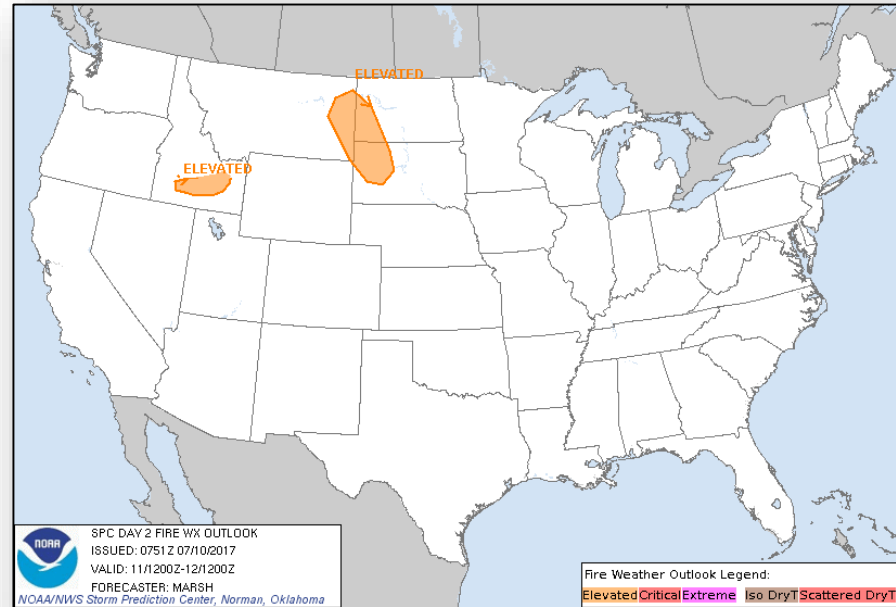 ELEVATED
ELEVATED
NOAA
SPC DAY 2 FIRE WX OUTLOOK
ISSUED: 0751Z 07/10/2017
VALID: 11/1200Z-12/1200Z
FORECASTER: MARSH
NOAA/NWS Storm Prediction Center, Norman, Oklahoma
Fire Weather Outlook Legend:
Elevated Critical Extreme Iso DryT Scattered DryT